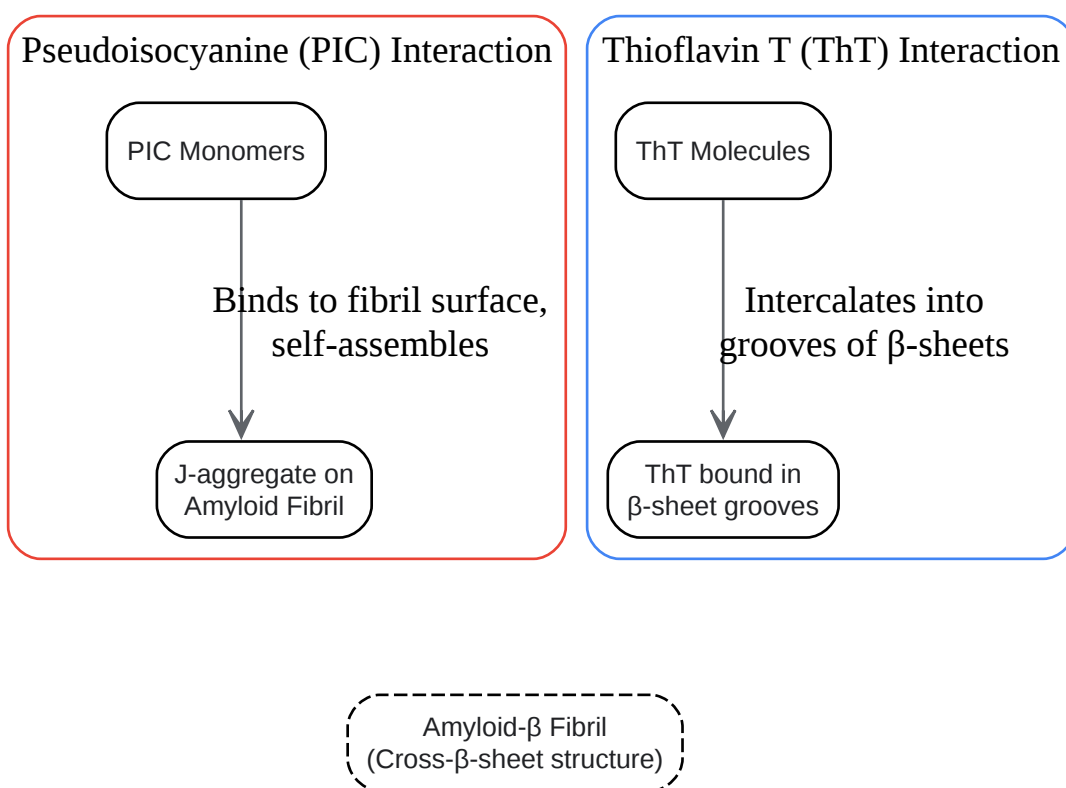 Pseudoisocyanine (PIC) Interaction
PIC Monomers
Binds to fibril surface,
self-assembles
J-aggregate on
Amyloid Fibril
Thioflavin T (ThT) Interaction
ThT Molecules
Intercalates into
grooves of β-sheets
ThT bound in
β-sheet grooves
Amyloid-β Fibril
(Cross-β-sheet structure)